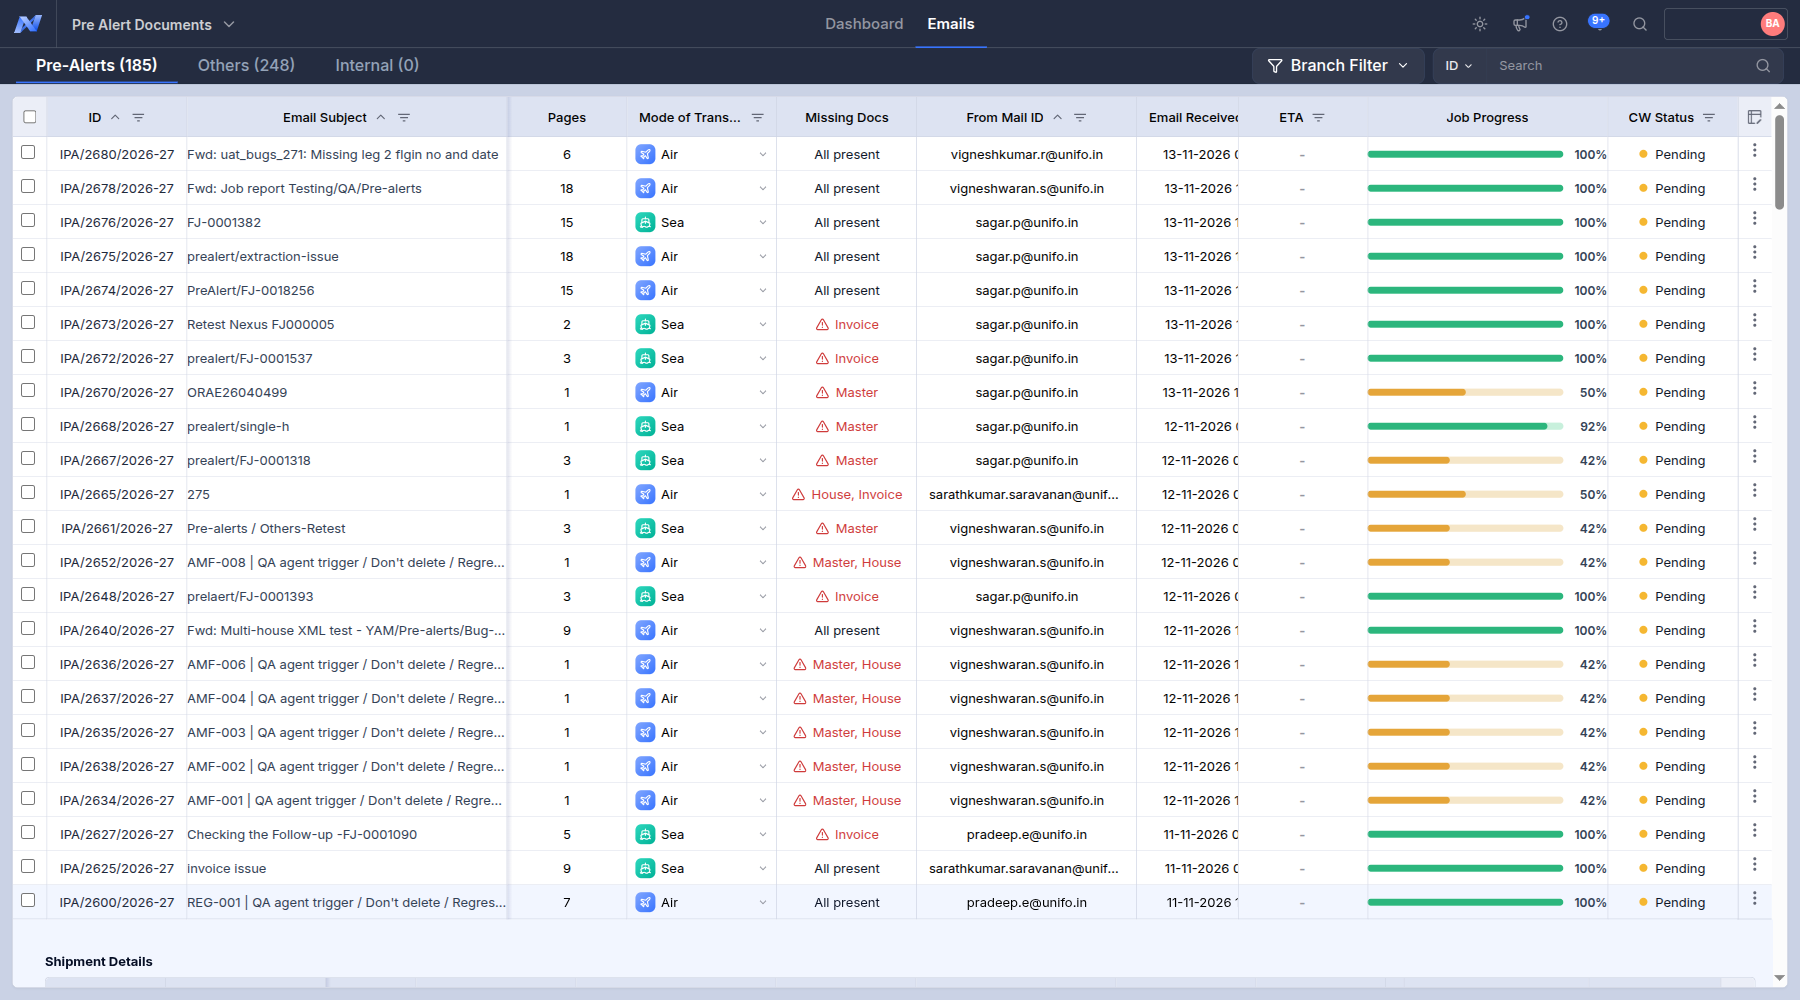 Pre Alert Documents
Dashboard Emails
9+
BA
Pre-Alerts (185) Others (248) Internal (0)
Branch Filter ID Search
ID Email Subject Pages Mode of Trans... Missing Docs From Mail ID Email Received ETA Job Progress CW Status
IPA/2680/2026-27 Fwd: uat_bugs_271: Missing leg 2 flgin no and date 6 Air All present vigneshkumar.r@unifo.in 13-11-2026 - 100% Pending
IPA/2678/2026-27 Fwd: Job report Testing/QA/Pre-alerts 18 Air All present vigneshwaran.s@unifo.in 13-11-2026 - 100% Pending
IPA/2676/2026-27 FJ-0001382 15 Sea All present sagar.p@unifo.in 13-11-2026 - 100% Pending
IPA/2675/2026-27 prealert/extraction-issue 18 Air All present sagar.p@unifo.in 13-11-2026 - 100% Pending
IPA/2674/2026-27 PreAlert/FJ-0018256 15 Air All present sagar.p@unifo.in 13-11-2026 - 100% Pending
IPA/2673/2026-27 Retest Nexus FJ000005 2 Sea Invoice sagar.p@unifo.in 13-11-2026 - 100% Pending
IPA/2672/2026-27 prealert/FJ-0001537 3 Sea Invoice sagar.p@unifo.in 13-11-2026 - 100% Pending
IPA/2670/2026-27 ORAE26040499 1 Air Master sagar.p@unifo.in 13-11-2026 - 50% Pending
IPA/2668/2026-27 prealert/single-h 1 Sea Master sagar.p@unifo.in 12-11-2026 - 92% Pending
IPA/2667/2026-27 prealert/FJ-0001318 3 Sea Master sagar.p@unifo.in 12-11-2026 - 42% Pending
IPA/2665/2026-27 275 1 Air House, Invoice sarathkumar.saravanan@unif... 12-11-2026 - 50% Pending
IPA/2661/2026-27 Pre-alerts / Others-Retest 3 Sea Master vigneshwaran.s@unifo.in 12-11-2026 - 42% Pending
IPA/2652/2026-27 AMF-008 | QA agent trigger / Don't delete / Regre... 1 Air Master, House vigneshwaran.s@unifo.in 12-11-2026 - 42% Pending
IPA/2648/2026-27 prelaert/FJ-0001393 3 Sea Invoice sagar.p@unifo.in 12-11-2026 - 100% Pending
IPA/2640/2026-27 Fwd: Multi-house XML test - YAM/Pre-alerts/Bug-... 9 Air All present vigneshwaran.s@unifo.in 12-11-2026 - 100% Pending
IPA/2636/2026-27 AMF-006 | QA agent trigger / Don't delete / Regre... 1 Air Master, House vigneshwaran.s@unifo.in 12-11-2026 - 42% Pending
IPA/2637/2026-27 AMF-004 | QA agent trigger / Don't delete / Regre... 1 Air Master, House vigneshwaran.s@unifo.in 12-11-2026 - 42% Pending
IPA/2635/2026-27 AMF-003 | QA agent trigger / Don't delete / Regre... 1 Air Master, House vigneshwaran.s@unifo.in 12-11-2026 - 42% Pending
IPA/2638/2026-27 AMF-002 | QA agent trigger / Don't delete / Regre... 1 Air Master, House vigneshwaran.s@unifo.in 12-11-2026 - 42% Pending
IPA/2634/2026-27 AMF-001 | QA agent trigger / Don't delete / Regre... 1 Air Master, House vigneshwaran.s@unifo.in 12-11-2026 - 42% Pending
IPA/2627/2026-27 Checking the Follow-up -FJ-0001090 5 Sea Invoice pradeep.e@unifo.in 11-11-2026 - 100% Pending
IPA/2625/2026-27 invoice issue 9 Sea All present sarathkumar.saravanan@unif... 11-11-2026 - 100% Pending
IPA/2600/2026-27 REG-001 | QA agent trigger / Don't delete / Regres... 7 Air All present pradeep.e@unifo.in 11-11-2026 - 100% Pending
Shipment Details